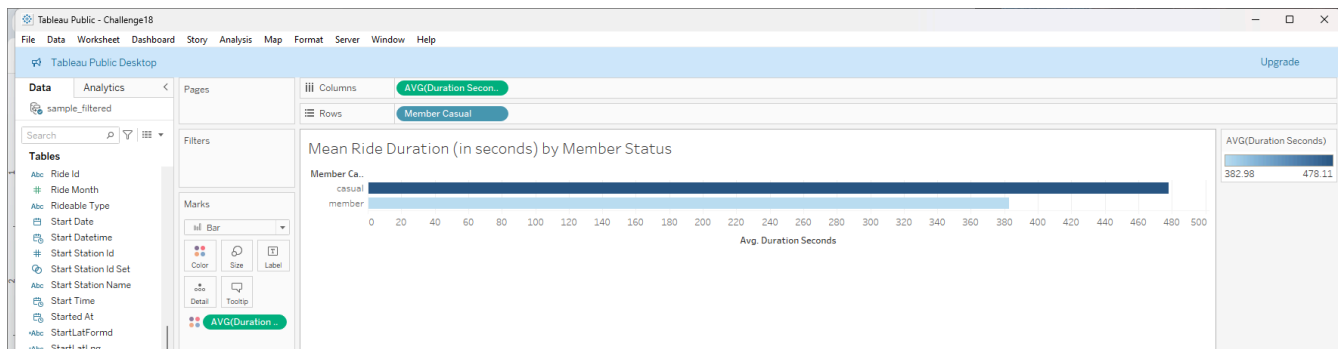 Tableau Public - Challenge18
File Data Worksheet Dashboard Story Analysis Map Format Server Window Help
Tableau Public Desktop
Upgrade
Data Analytics
sample_filtered
Search
Tables
Abc Ride Id
# Ride Month
Abc Rideable Type
Start Date
Start Datetime
# Start Station Id
Start Station Id Set
Abc Start Station Name
Start Time
Started At
Abc StartLatFormd
Pages
Filters
Marks
Bar
Color Size Label
Detail Tooltip
AVG(Duration ..
Columns AVG(Duration Secon..
Rows Member Casual
Mean Ride Duration (in seconds) by Member Status
Member Ca..
casual
member
0 20 40 60 80 100 120 140 160 180 200 220 240 260 280 300 320 340 360 380 400 420 440 460 480 500
Avg. Duration Seconds
AVG(Duration Seconds)
382.98 478.11